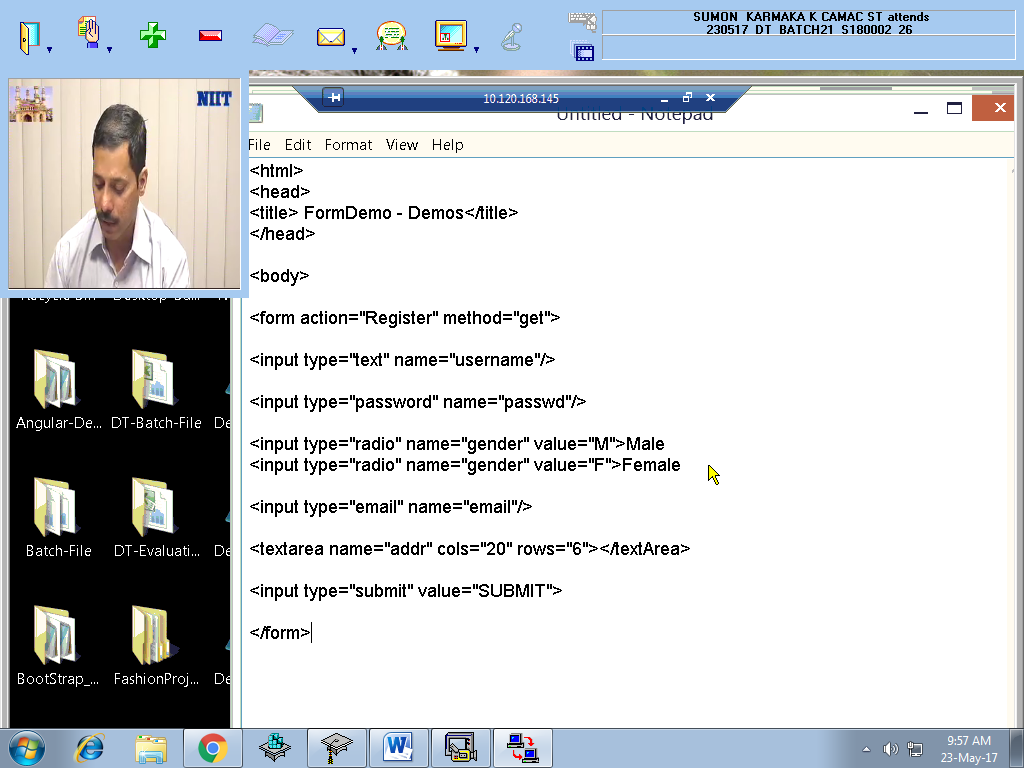 SUMON KARMAKA K CAMAC ST attends
230517 DT BATCH21 S180002 26
NIIT
10.120.168.145
Untitled - Notepad
File Edit Format View Help
<html>
<head>
<title> FormDemo - Demos</title>
</head>
<body>
<form action="Register" method="get">
<input type="text" name="username"/>
<input type="password" name="passwd"/>
<input type="radio" name="gender" value="M">Male
<input type="radio" name="gender" value="F">Female
<input type="email" name="email"/>
<textarea name="addr" cols="20" rows="6"></textArea>
<input type="submit" value="SUBMIT">
</form>
Angular-De... DT-Batch-File De
Batch-File DT-Evaluati... De
BootStrap_... FashionProj... De
9:57 AM
23-May-17